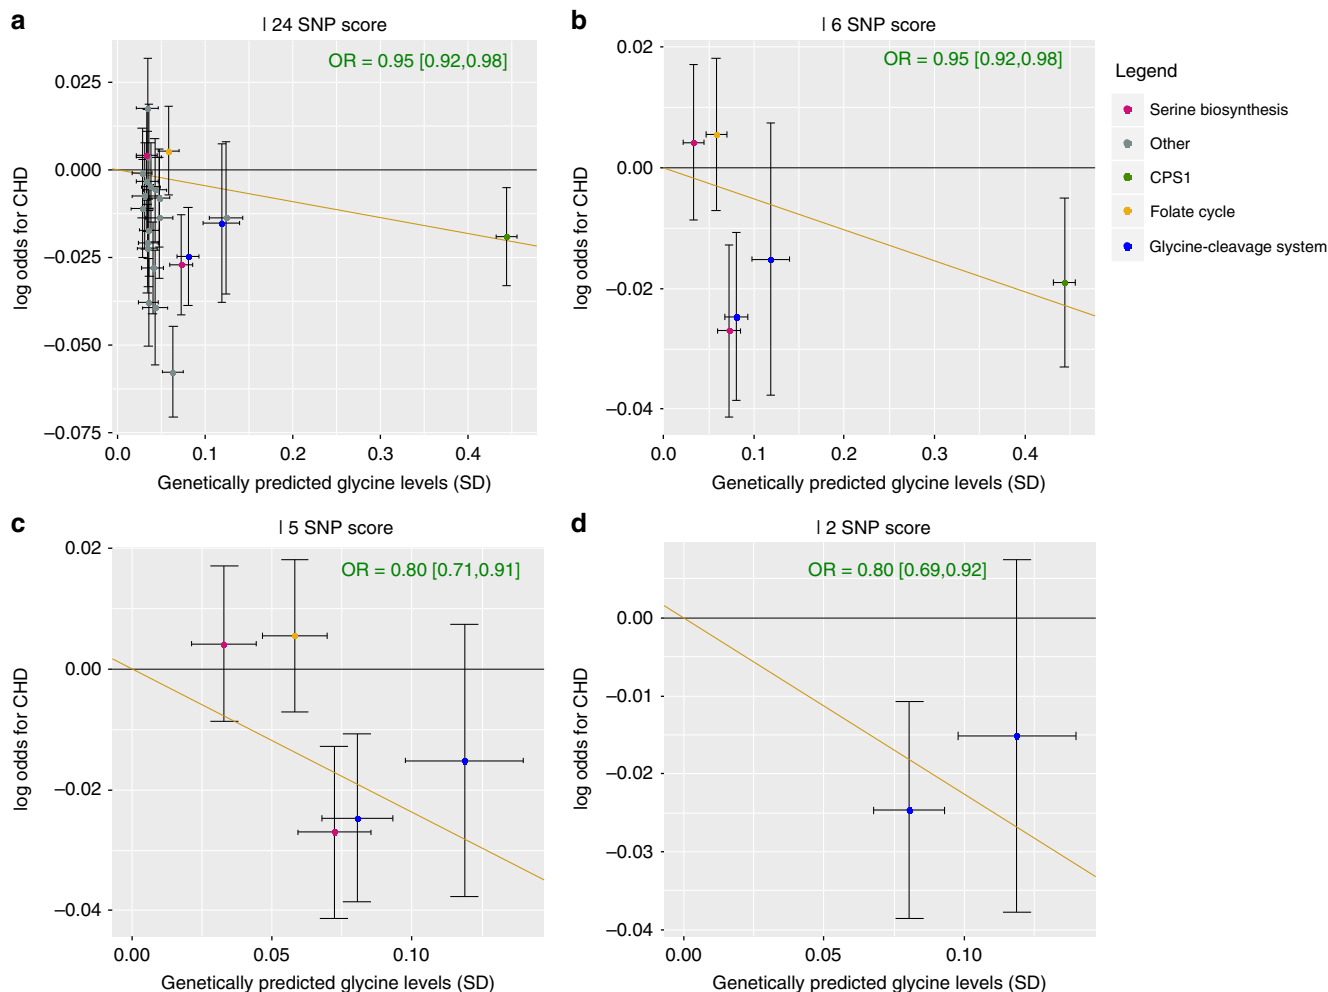 a
l 24 SNP score
OR = 0.95 [0.92,0.98]
0.025
0.000
−0.025
−0.050
−0.075
log odds for CHD
0.0 0.1 0.2 0.3 0.4
Genetically predicted glycine levels (SD)
b
l 6 SNP score
OR = 0.95 [0.92,0.98]
0.02
0.00
−0.02
−0.04
log odds for CHD
0.0 0.1 0.2 0.3 0.4
Genetically predicted glycine levels (SD)
Legend
Serine biosynthesis
Other
CPS1
Folate cycle
Glycine-cleavage system
c
l 5 SNP score
OR = 0.80 [0.71,0.91]
0.02
0.00
−0.02
−0.04
log odds for CHD
0.00 0.05 0.10
Genetically predicted glycine levels (SD)
d
l 2 SNP score
OR = 0.80 [0.69,0.92]
0.00
−0.01
−0.02
−0.03
−0.04
log odds for CHD
0.00 0.05 0.10
Genetically predicted glycine levels (SD)